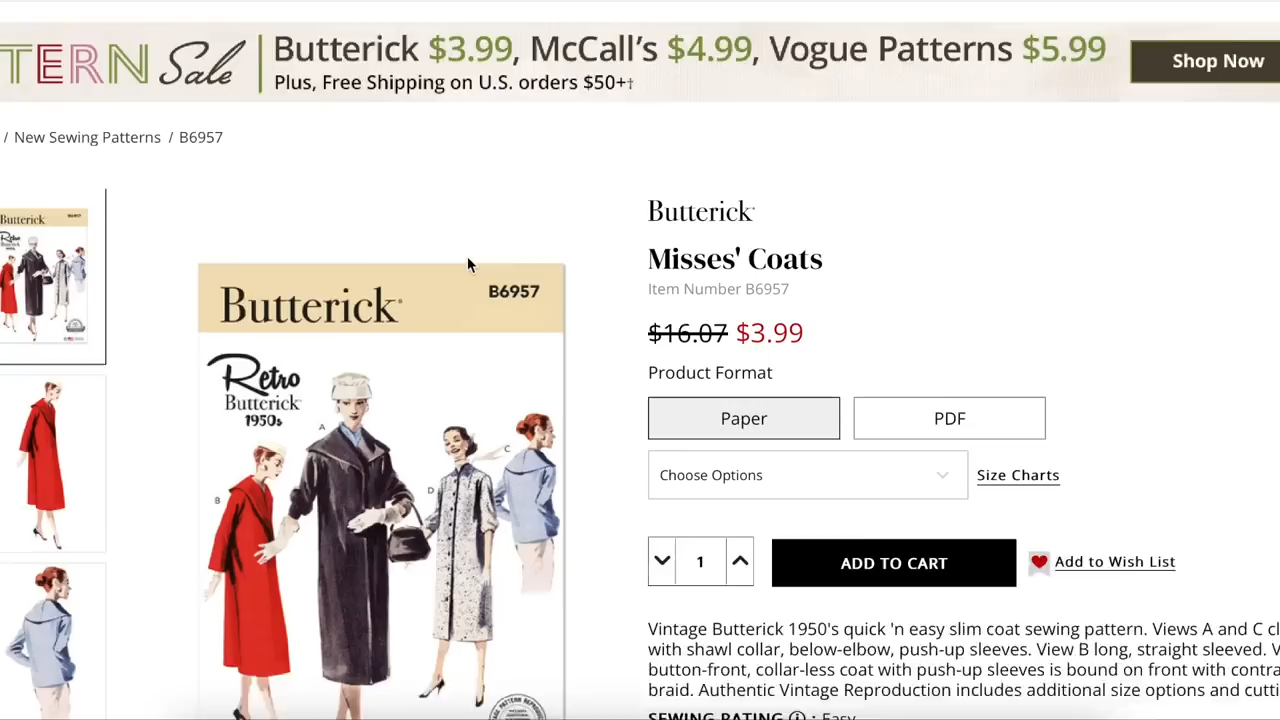 TERN Sale
Butterick $3.99, McCall's $4.99, Vogue Patterns $5.99
Plus, Free Shipping on U.S. orders $50+†
Shop Now
/ New Sewing Patterns / B6957
Butterick
Retro
Butterick
Misses' Coats
Item Number B6957
$16.07 $3.99
Product Format
Paper
PDF
Choose Options
Size Charts
1
ADD TO CART
Add to Wish List
Butterick
B6957
Retro
Butterick
1950s
A
B
C
D
Vintage Butterick 1950's quick 'n easy slim coat sewing pattern. Views A and C cl
with shawl collar, below-elbow, push-up sleeves. View B long, straight sleeved. V
button-front, collar-less coat with push-up sleeves is bound on front with contra
braid. Authentic Vintage Reproduction includes additional size options and cutti
SEWING RATING : Easy